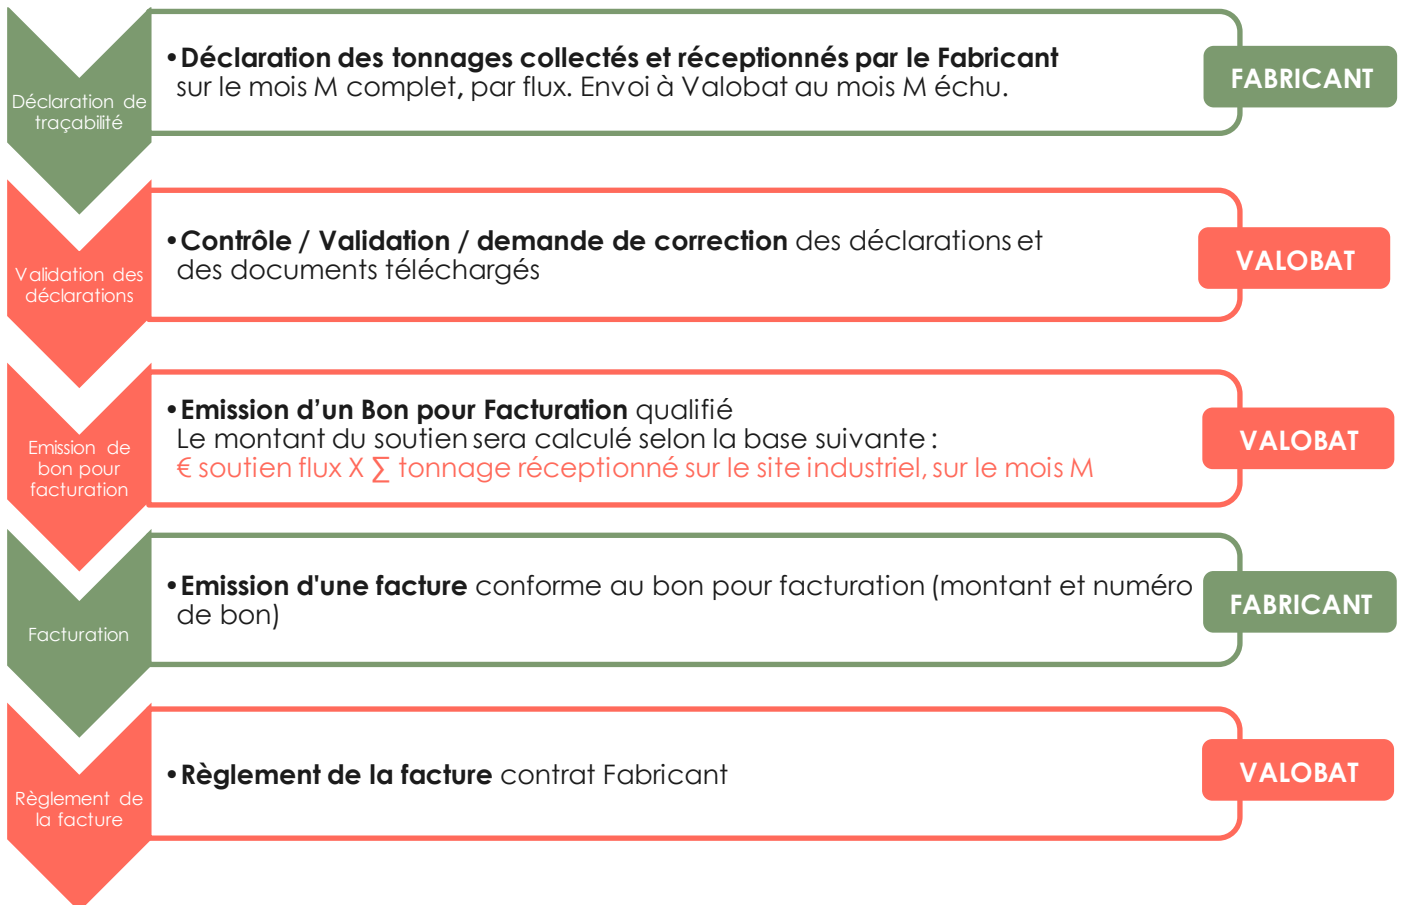 Déclaration de
traçabilité
•Déclaration des tonnages collectés et réceptionnés par le Fabricant
sur le mois M complet, par flux. Envoi à Valobat au mois M échu.
FABRICANT
Validation des
déclarations
•Contrôle / Validation / demande de correction des déclarations et
des documents téléchargés
VALOBAT
Emission de
bon pour
facturation
•Emission d’un Bon pour Facturation qualifié
Le montant du soutien sera calculé selon la base suivante :
€ soutien flux X ∑ tonnage réceptionné sur le site industriel, sur le mois M
VALOBAT
Facturation
•Emission d'une facture conforme au bon pour facturation (montant et numéro
de bon)
FABRICANT
Règlement de
la facture
•Règlement de la facture contrat Fabricant
VALOBAT